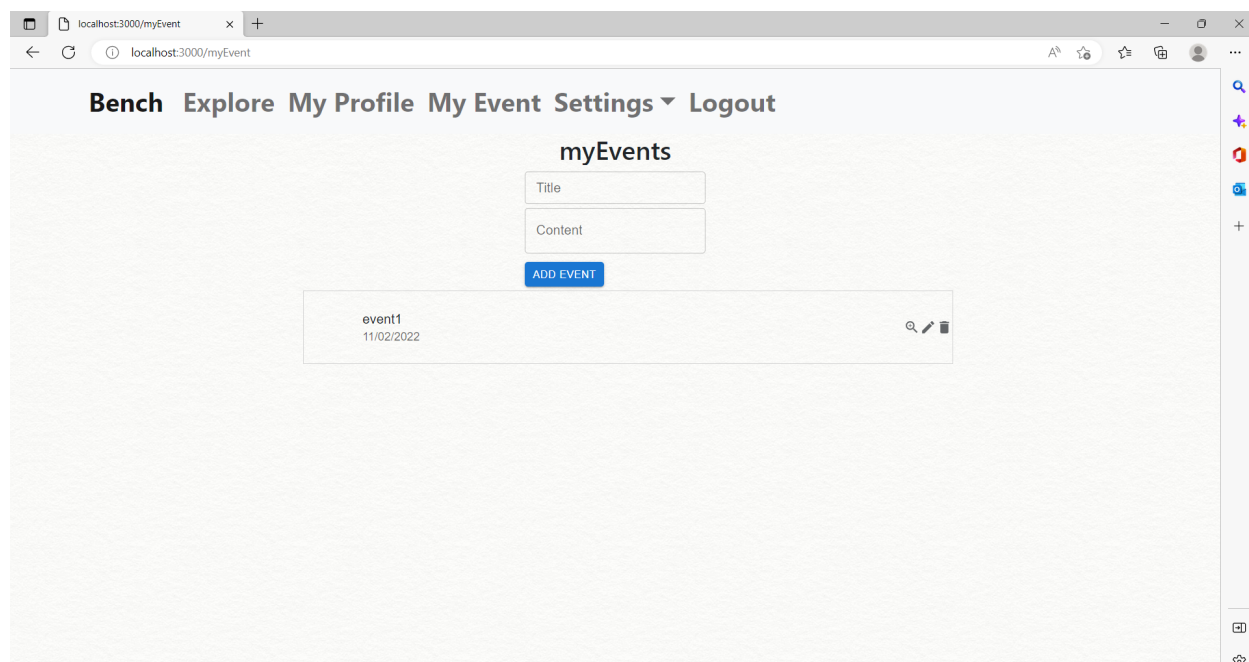 localhost:3000/myEvent
localhost:3000/myEvent
Bench Explore My Profile My Event Settings Logout
myEvents
Title
Content
ADD EVENT
event1
11/02/2022